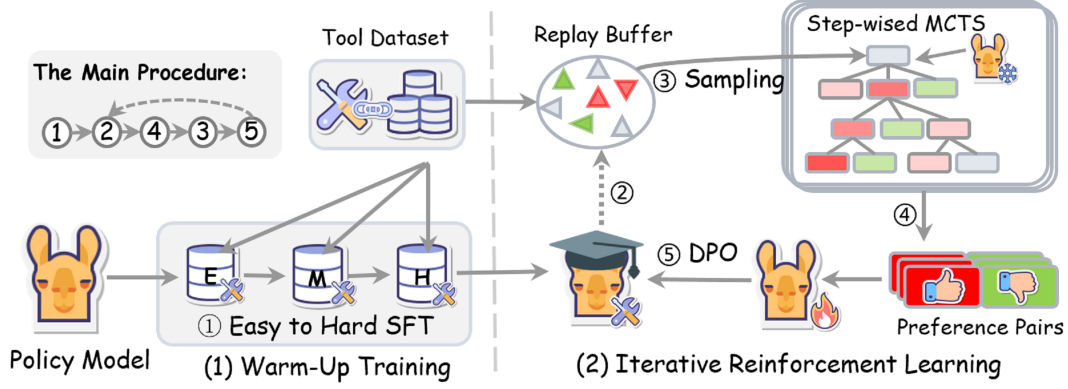 The Main Procedure:
1 2 4 3 5
Tool Dataset
Replay Buffer
③ Sampling
Step-wised MCTS
②
④
⑤ DPO
E
M
H
① Easy to Hard SFT
Preference Pairs
Policy Model
(1) Warm-Up Training
(2) Iterative Reinforcement Learning